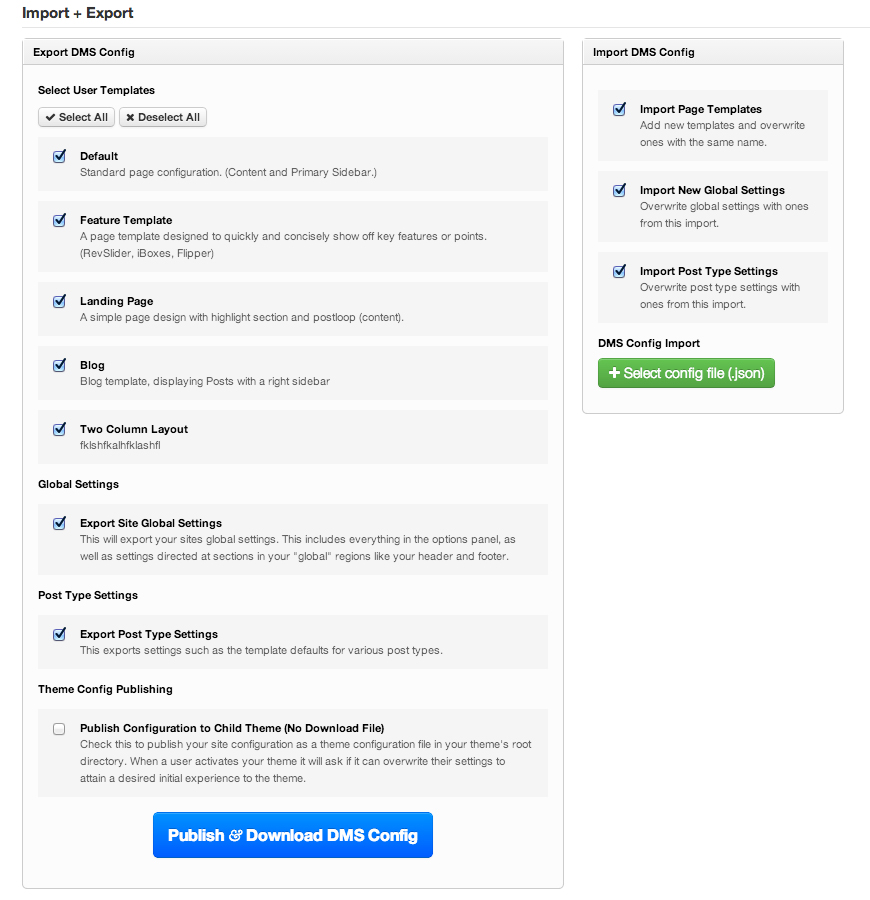 Import + Export
Export DMS Config
Select User Templates
Select All
Deselect All
Default
Standard page configuration. (Content and Primary Sidebar.)
Feature Template
A page template designed to quickly and concisely show off key features or points.
(RevSlider, iBoxes, Flipper)
Landing Page
A simple page design with highlight section and postloop (content).
Blog
Blog template, displaying Posts with a right sidebar
Two Column Layout
fklshfkalhfklashfl
Global Settings
Export Site Global Settings
This will export your sites global settings. This includes everything in the options panel, as
well as settings directed at sections in your "global" regions like your header and footer.
Post Type Settings
Export Post Type Settings
This exports settings such as the template defaults for various post types.
Theme Config Publishing
Publish Configuration to Child Theme (No Download File)
Check this to publish your site configuration as a theme configuration file in your theme's root
directory. When a user activates your theme it will ask if it can overwrite their settings to
attain a desired initial experience to the theme.
Publish & Download DMS Config
Import DMS Config
Import Page Templates
Add new templates and overwrite
ones with the same name.
Import New Global Settings
Overwrite global settings with ones
from this import.
Import Post Type Settings
Overwrite post type settings with
ones from this import.
DMS Config Import
+ Select config file (.json)